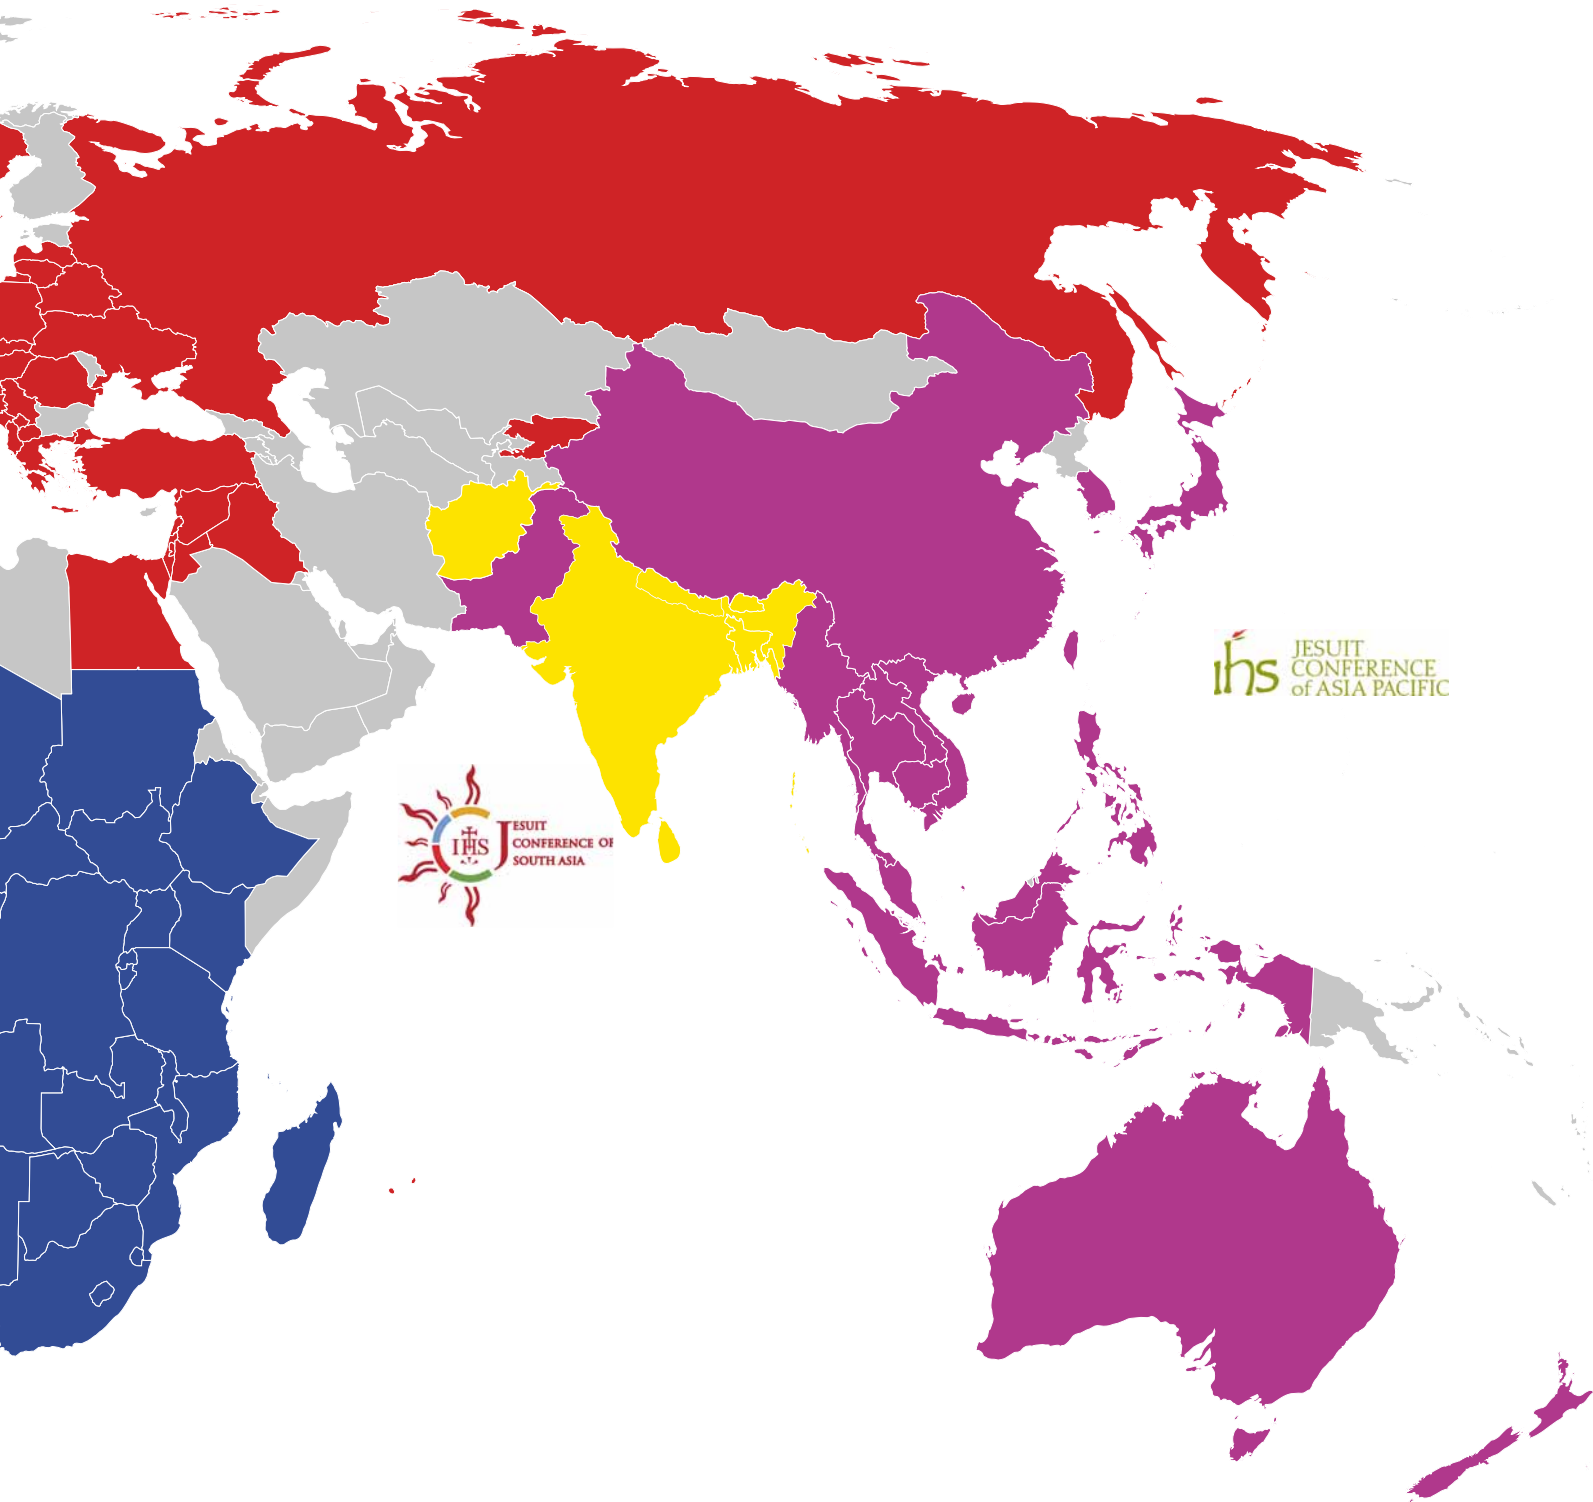 ihs JESUIT
CONFERENCE
of ASIA PACIFIC
IHS
JESUIT
CONFERENCE OF
SOUTH ASIA